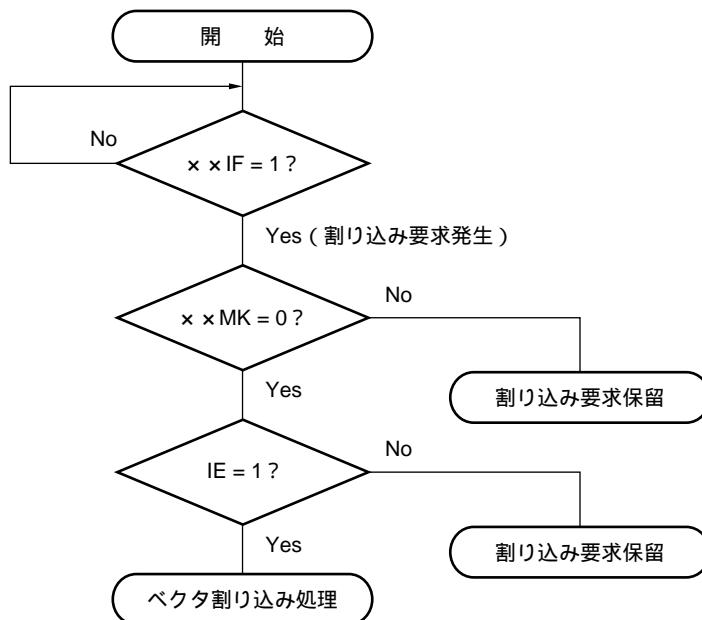 開　始
No
××IF = 1？
Yes（割り込み要求発生）
××MK = 0？
No
割り込み要求保留
Yes
IE = 1？
No
割り込み要求保留
Yes
ベクタ割り込み処理